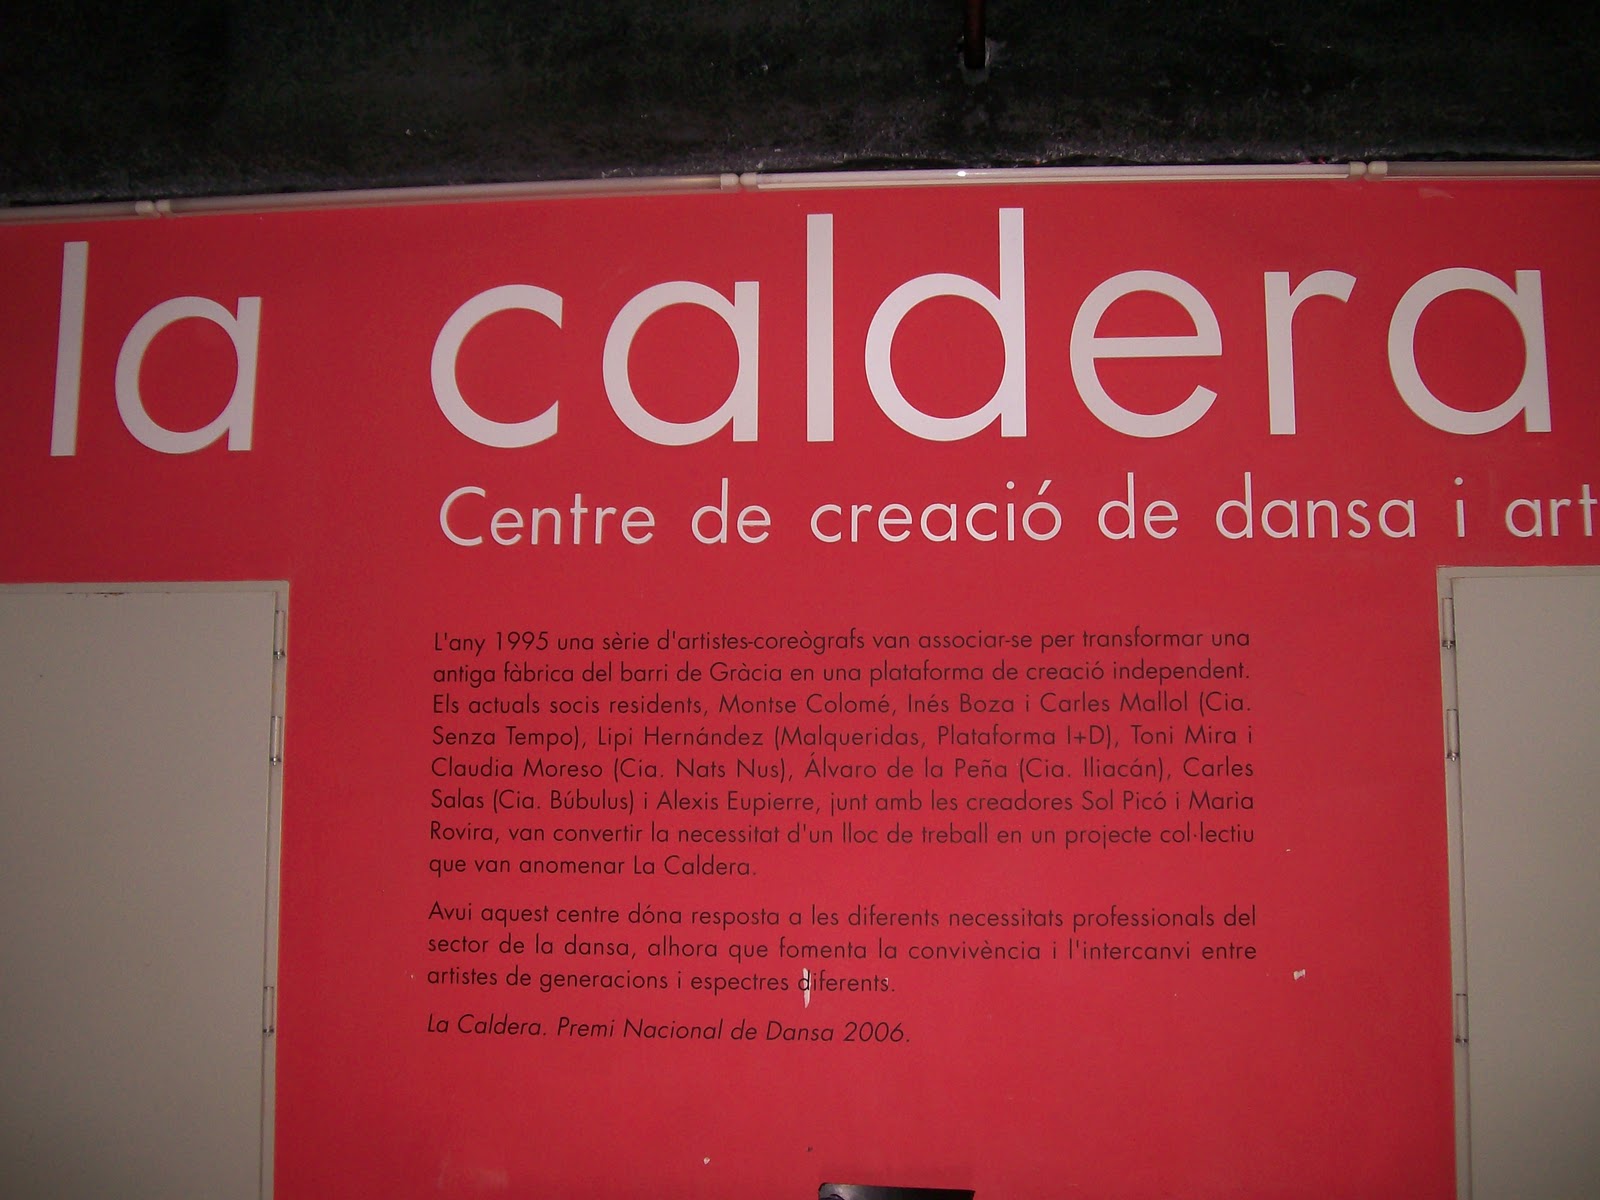 la caldera
Centre de creació de dansa i art
L'any 1995 una sèrie d'artistes-coreògrafs van associar-se per transformar una
antiga fàbrica del barri de Gràcia en una plataforma de creació independent.
Els actuals socis residents, Montse Colomé, Inés Boza i Carles Mallol (Cia.
Senza Tempo), Lipi Hernández (Malqueridas, Plataforma I+D), Toni Mira i
Claudia Moreso (Cia. Nats Nus), Álvaro de la Peña (Cia. Iliacán), Carles
Salas (Cia. Búbulus) i Alexis Eupierre, junt amb les creadores Sol Picó i Maria
Rovira, van convertir la necessitat d'un lloc de treball en un projecte col·lectiu
que van anomenar La Caldera.
Avui aquest centre dóna resposta a les diferents necessitats professionals del
sector de la dansa, alhora que fomenta la convivència i l'intercanvi entre
artistes de generacions i espectres diferents.
La Caldera. Premi Nacional de Dansa 2006.